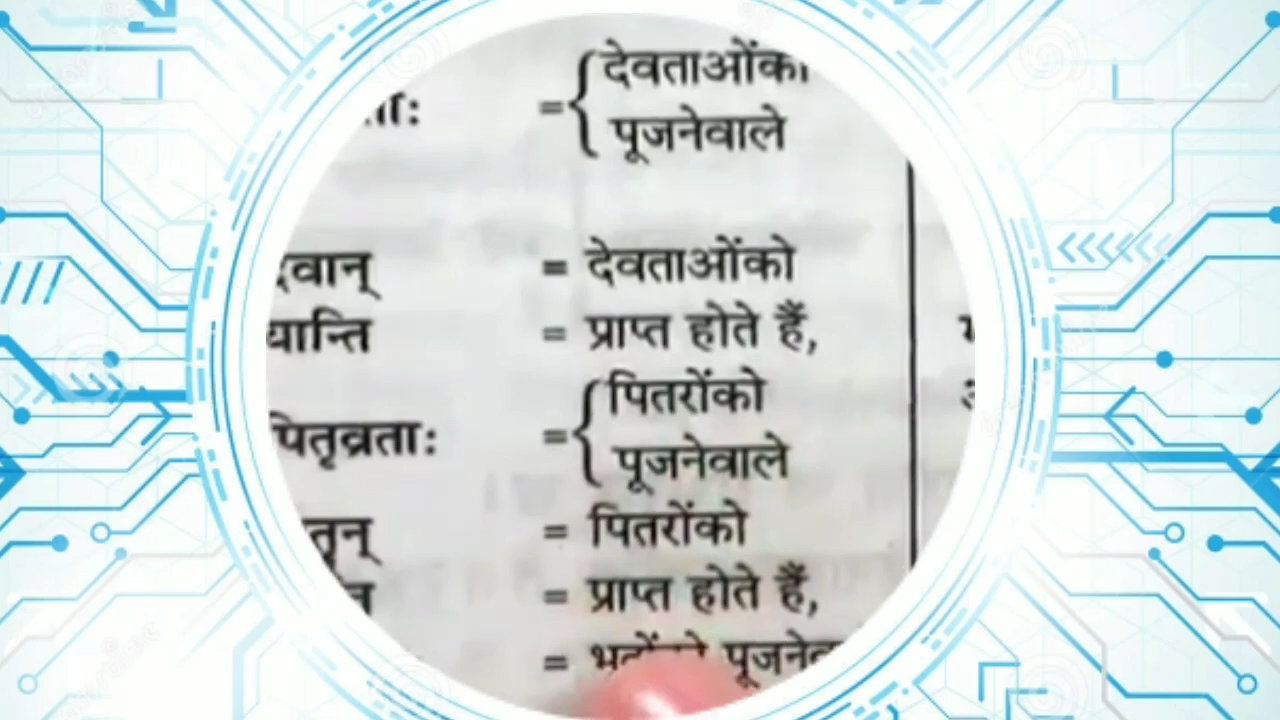 = { देवताओंका
पूजनेवाले
= देवताओंको
यान्ति = प्राप्त होते हैं,
पितृव्रताः = { पितरोंको
पूजनेवाले
= पितरोंको
= प्राप्त होते हैं,
=